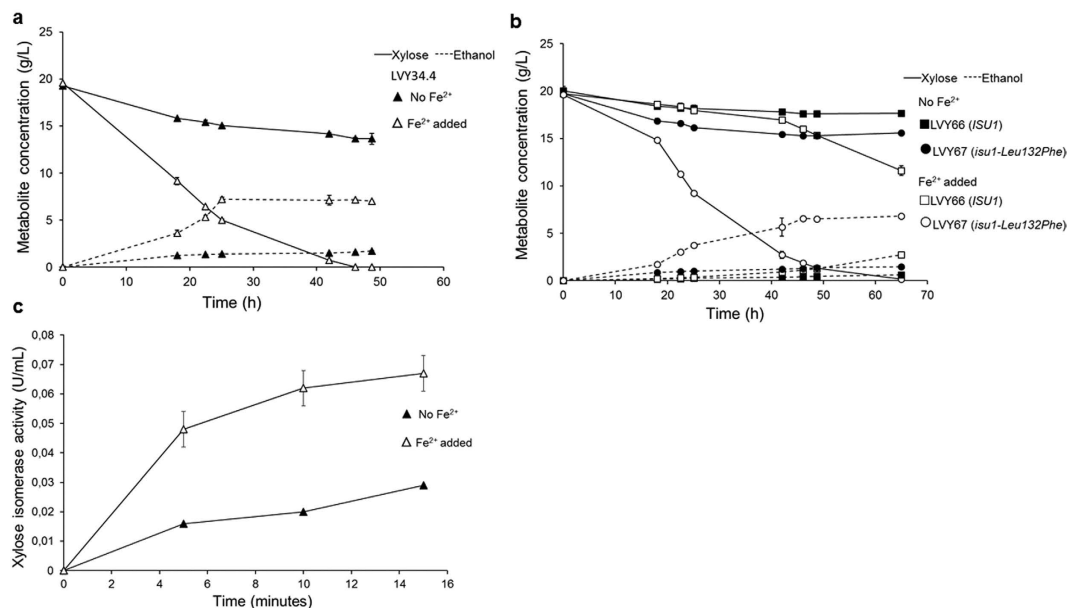 a
Metabolite concentration (g/L)
25
20
15
10
5
0
0 10 20 30 40 50 60
Time (h)
Xylose Ethanol
LVY34.4
No Fe²⁺
Fe²⁺ added
b
Metabolite concentration (g/L)
25
20
15
10
5
0
0 10 20 30 40 50 60 70
Time (h)
Xylose Ethanol
No Fe²⁺
LVY66 (ISU1)
LVY67 (isu1-Leu132Phe)
Fe²⁺ added
LVY66 (ISU1)
LVY67 (isu1-Leu132Phe)
c
Xylose isomerase activity (U/mL)
0,08
0,07
0,06
0,05
0,04
0,03
0,02
0,01
0
0 2 4 6 8 10 12 14 16
Time (minutes)
No Fe²⁺
Fe²⁺ added